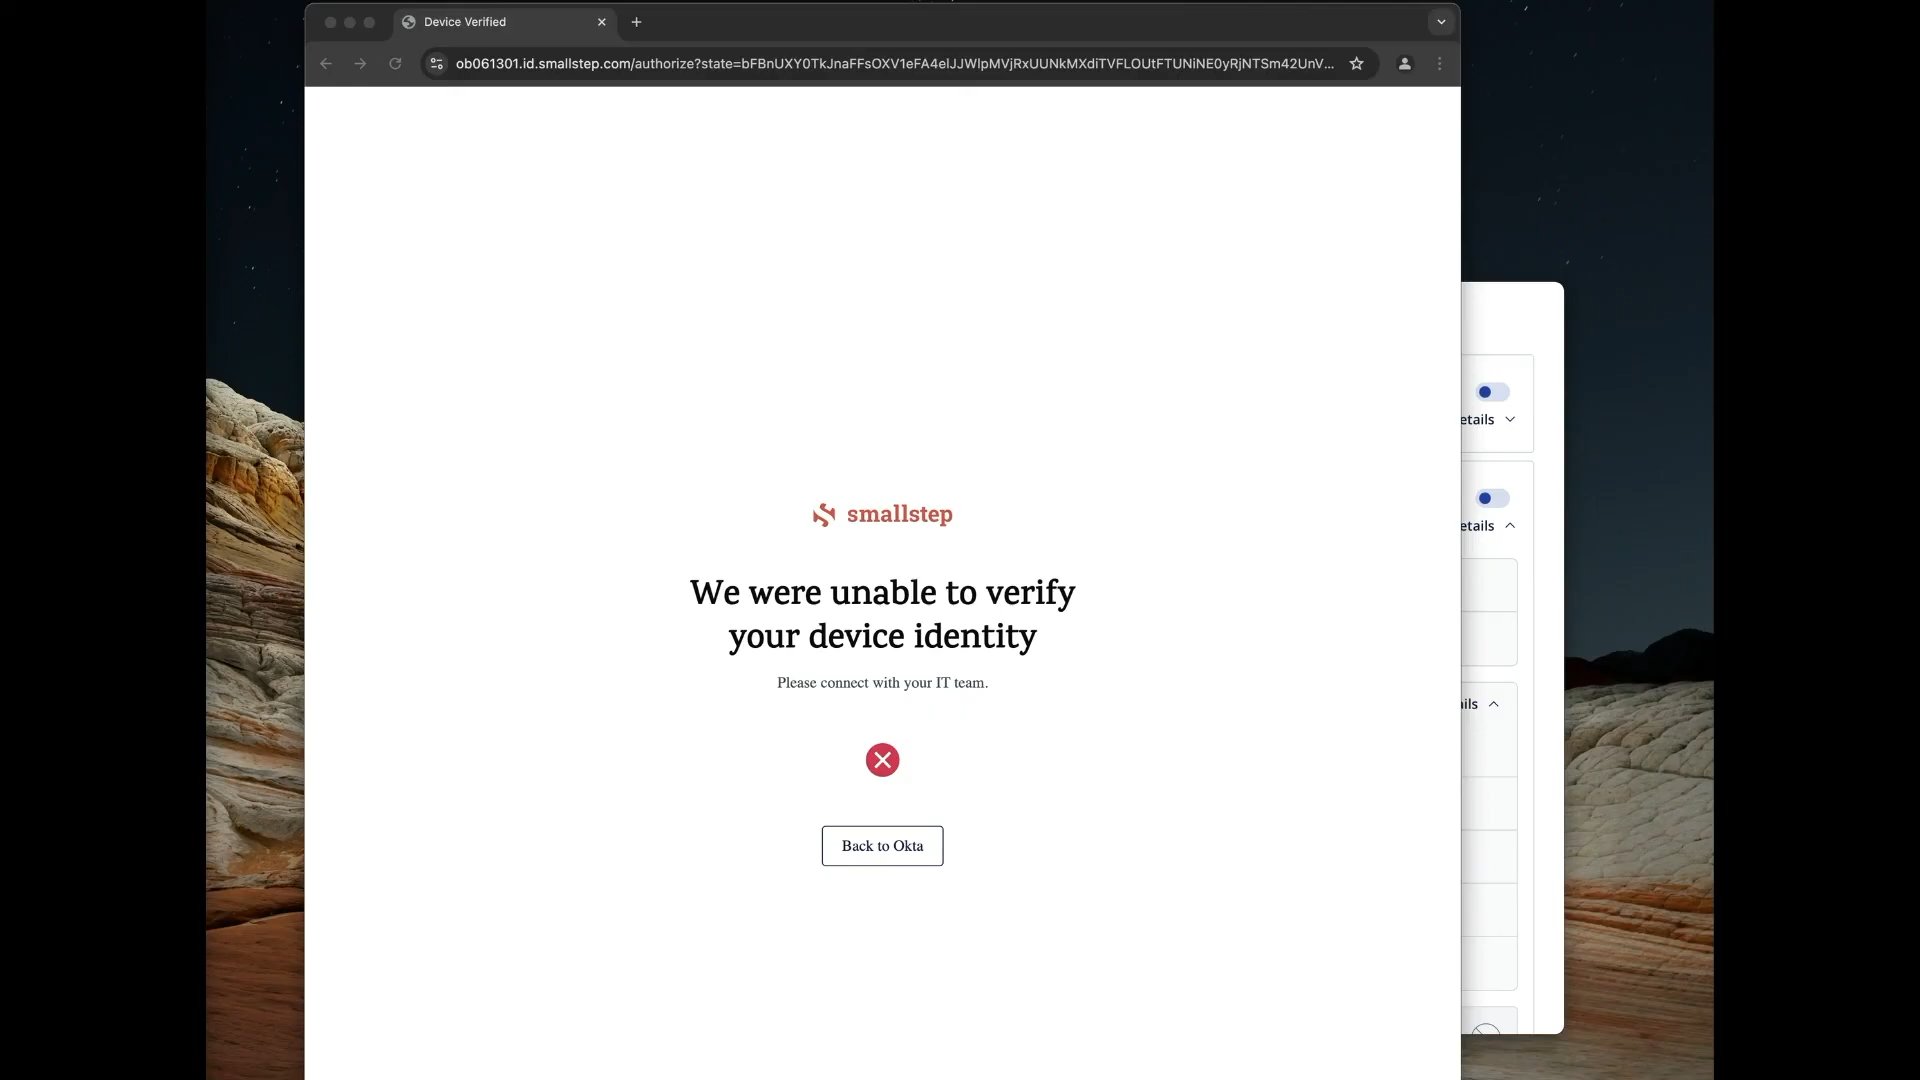 Device Verified
ob061301.id.smallstep.com/authorize?state=bFBnUXY0TkJnaFFsOXV1eFA4elJJWlpMVjRxUUNkMXdiTVFLOUtFTUNiNE0yRjNTSm42UnV...
smallstep
We were unable to verify
your device identity
Please connect with your IT team.
Back to Okta
etails
etails
ails